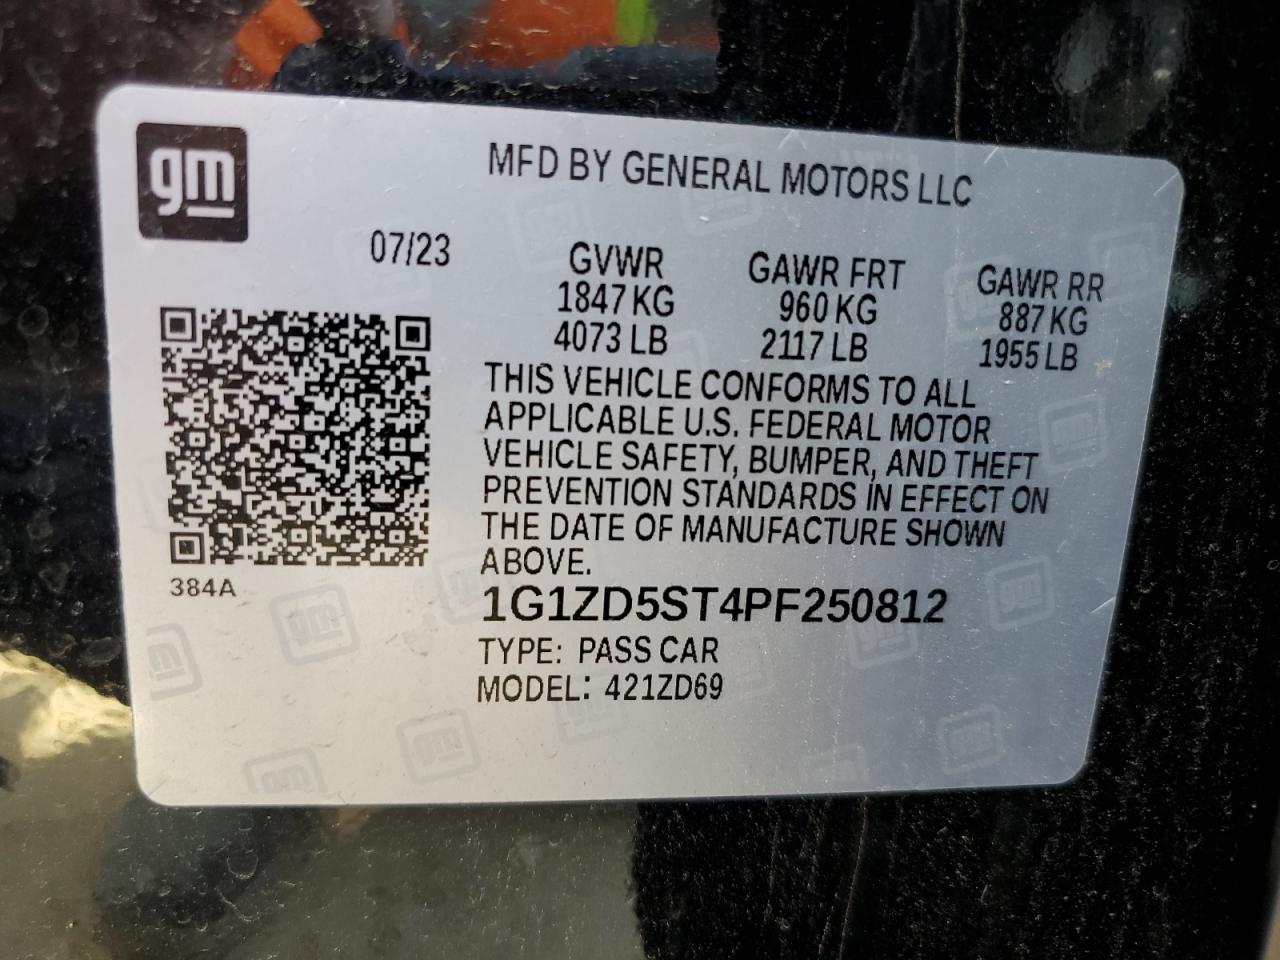 gm
MFD BY GENERAL MOTORS LLC
07/23
GVWR GAWR FRT GAWR RR
1847 KG 960 KG 887 KG
4073 LB 2117 LB 1955 LB
THIS VEHICLE CONFORMS TO ALL
APPLICABLE U.S. FEDERAL MOTOR
VEHICLE SAFETY, BUMPER, AND THEFT
PREVENTION STANDARDS IN EFFECT ON
THE DATE OF MANUFACTURE SHOWN
ABOVE.
384A
1G1ZD5ST4PF250812
TYPE: PASS CAR
MODEL: 421ZD69